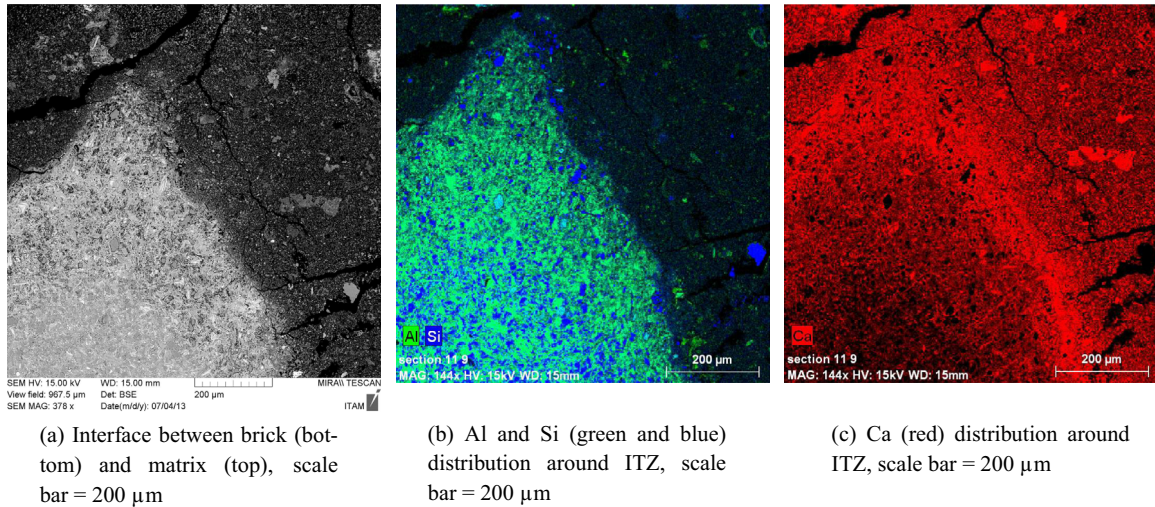 SEM HV: 15.00 kV WD: 15.00 mm MIRA\\ TESCAN
View field: 967.5 µm Det: BSE 200 µm
SEM MAG: 378 x Date(m/d/y): 07/04/13 ITAM
Al Si
section 11 9
MAG: 144x HV: 15kV WD: 15mm
200 µm
Ca
section 11 9
MAG: 144x HV: 15kV WD: 15mm
200 µm
(a) Interface between brick (bot-
tom) and matrix (top), scale
bar = 200 µm
(b) Al and Si (green and blue)
distribution around ITZ, scale
bar = 200 µm
(c) Ca (red) distribution around
ITZ, scale bar = 200 µm